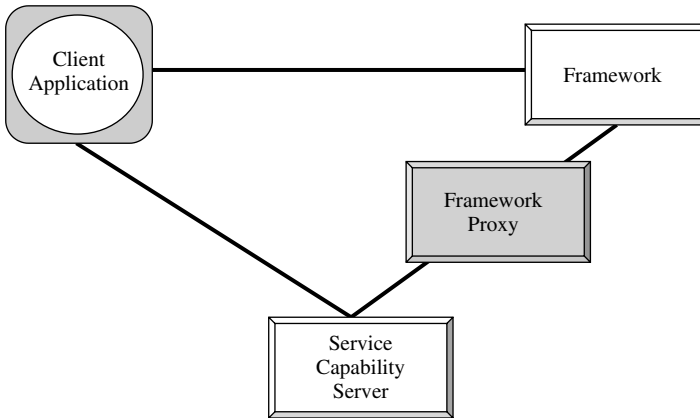 Client
Application
Framework
Framework
Proxy
Service
Capability
Server